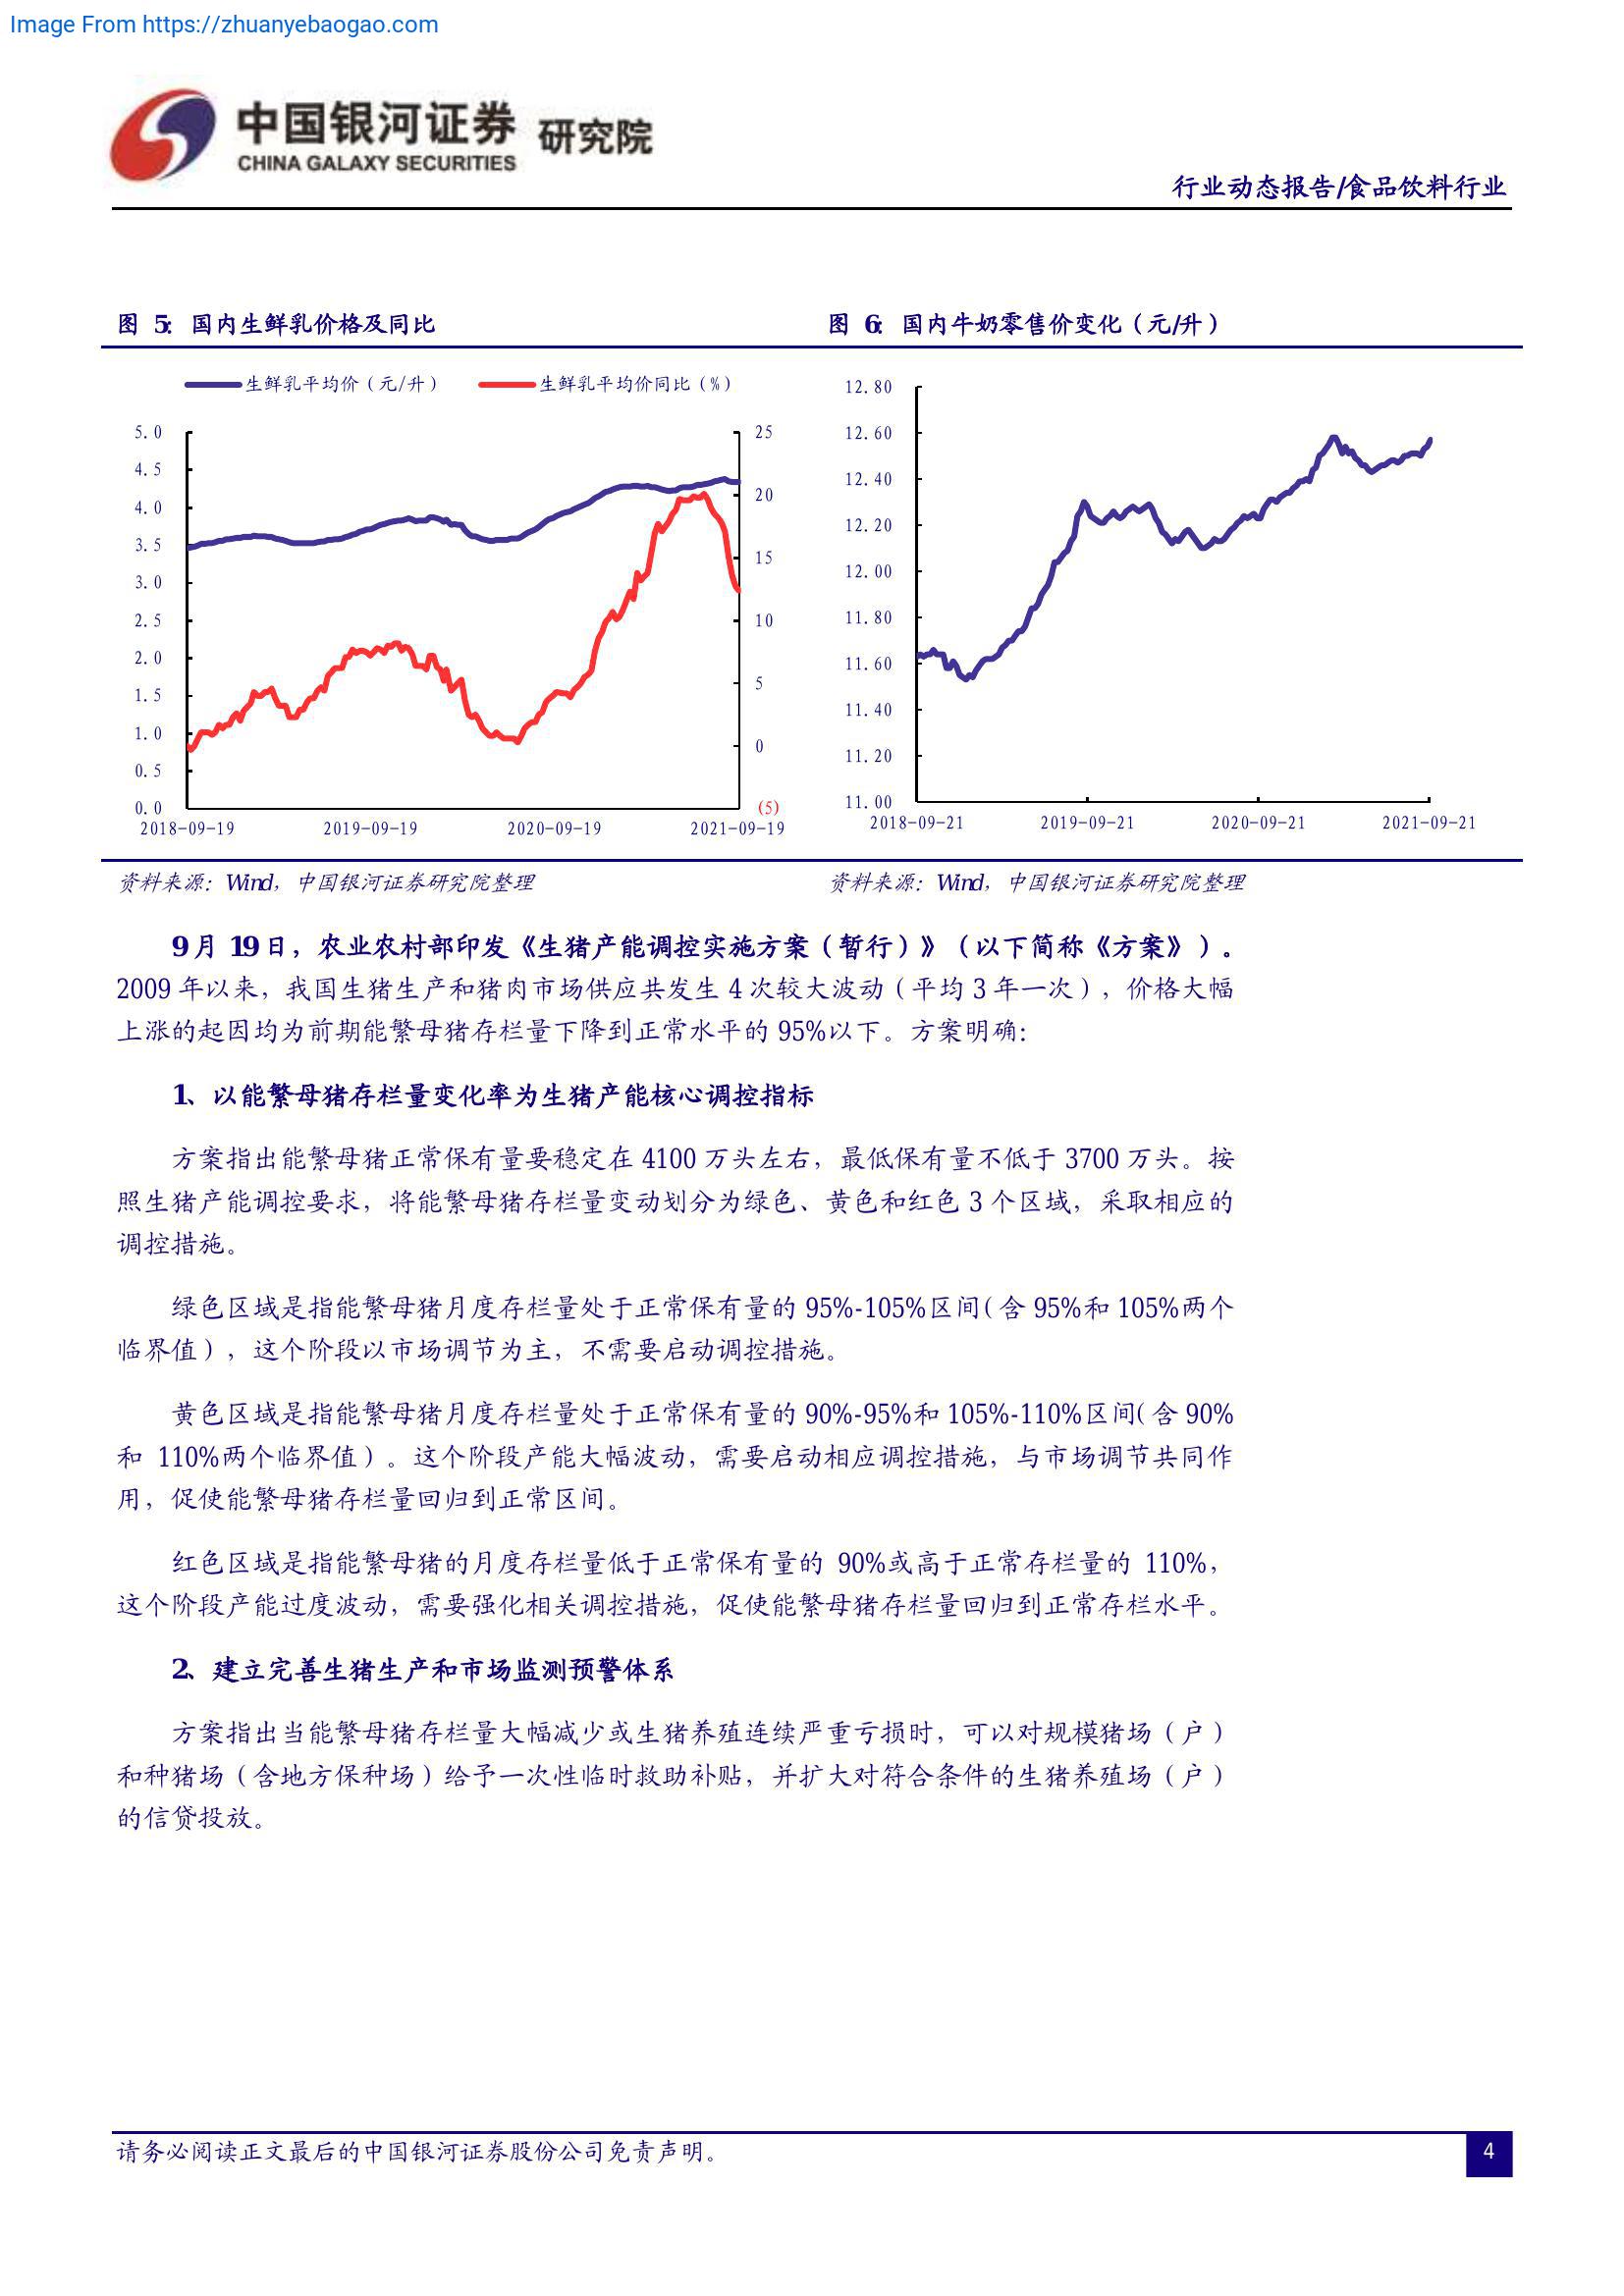 Image From https://zhuanyebaogao.com
中国银河证券 研究院
CHINA GALAXY SECURITIES
行业动态报告/食品饮料行业
图 5: 国内生鲜乳价格及同比
生鲜乳平均价（元/升）
生鲜乳平均价同比（%）
5.0
4.5
4.0
3.5
3.0
2.5
2.0
1.5
1.0
0.5
0.0
25
20
15
10
5
0
(5)
2018-09-19
2019-09-19
2020-09-19
2021-09-19
资料来源：Wind，中国银河证券研究院整理
图 6: 国内牛奶零售价变化（元/升）
12.80
12.60
12.40
12.20
12.00
11.80
11.60
11.40
11.20
11.00
2018-09-21
2019-09-21
2020-09-21
2021-09-21
资料来源：Wind，中国银河证券研究院整理
9 月 19 日，农业农村部印发《生猪产能调控实施方案（暂行）》（以下简称《方案》）。
2009 年以来，我国生猪生产和猪肉市场供应共发生 4 次较大波动（平均 3 年一次），价格大幅
上涨的起因均为前期能繁母猪存栏量下降到正常水平的 95%以下。方案明确：
1、以能繁母猪存栏量变化率为生猪产能核心调控指标
方案指出能繁母猪正常保有量要稳定在 4100 万头左右，最低保有量不低于 3700 万头。按
照生猪产能调控要求，将能繁母猪存栏量变动划分为绿色、黄色和红色 3 个区域，采取相应的
调控措施。
绿色区域是指能繁母猪月度存栏量处于正常保有量的 95%-105%区间（含 95%和 105%两个
临界值），这个阶段以市场调节为主，不需要启动调控措施。
黄色区域是指能繁母猪月度存栏量处于正常保有量的 90%-95%和 105%-110%区间（含 90%
和 110%两个临界值）。这个阶段产能大幅波动，需要启动相应调控措施，与市场调节共同作
用，促使能繁母猪存栏量回归到正常区间。
红色区域是指能繁母猪的月度存栏量低于正常保有量的 90%或高于正常存栏量的 110%，
这个阶段产能过度波动，需要强化相关调控措施，促使能繁母猪存栏量回归到正常存栏水平。
2、建立完善生猪生产和市场监测预警体系
方案指出当能繁母猪存栏量大幅减少或生猪养殖连续严重亏损时，可以对规模猪场（户）
和种猪场（含地方保种场）给予一次性临时救助补贴，并扩大对符合条件的生猪养殖场（户）
的信贷投放。
请务必阅读正文最后的中国银河证券股份公司免责声明。
4